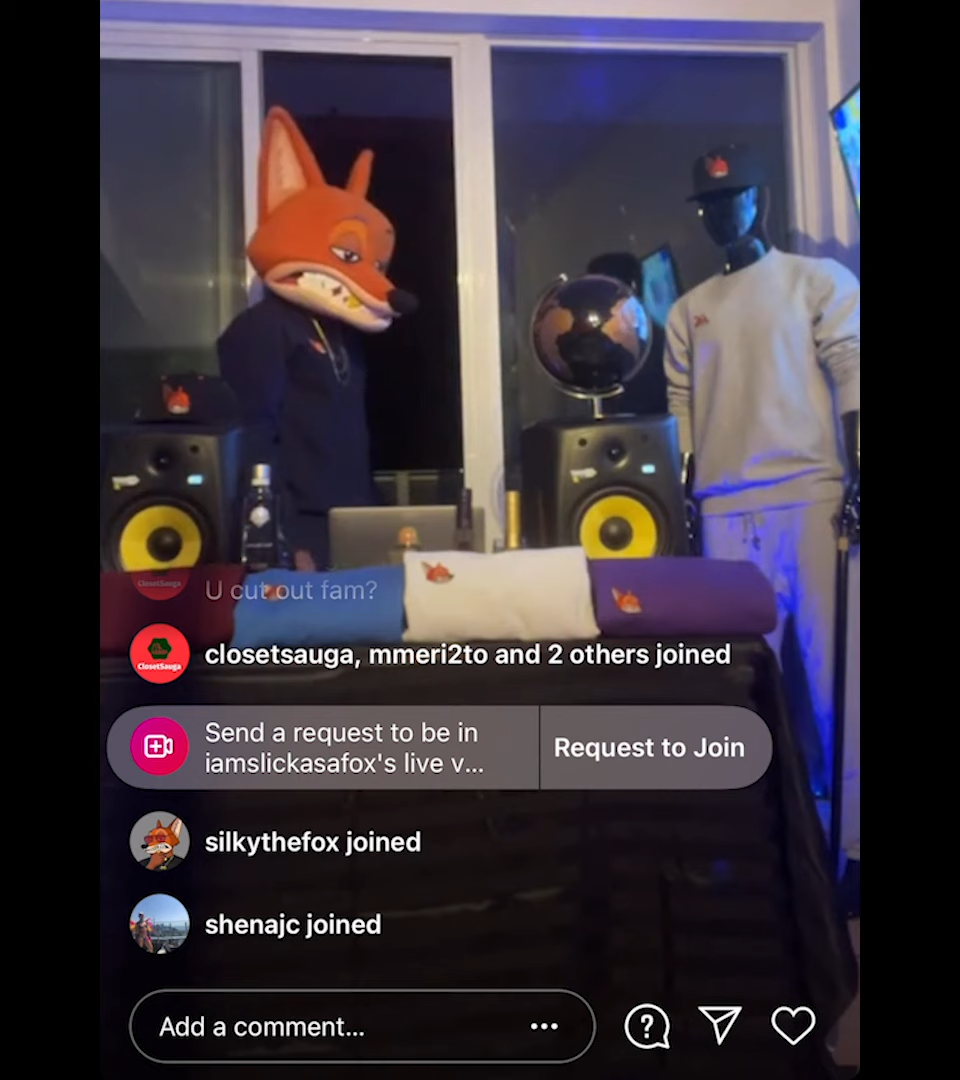 ClosetSauga
U cut out fam?
closetsauga, mmeri2to and 2 others joined
ClosetSauga
Send a request to be in
iamslickasafox's live v...
Request to Join
silkythefox joined
shenajc joined
Add a comment...